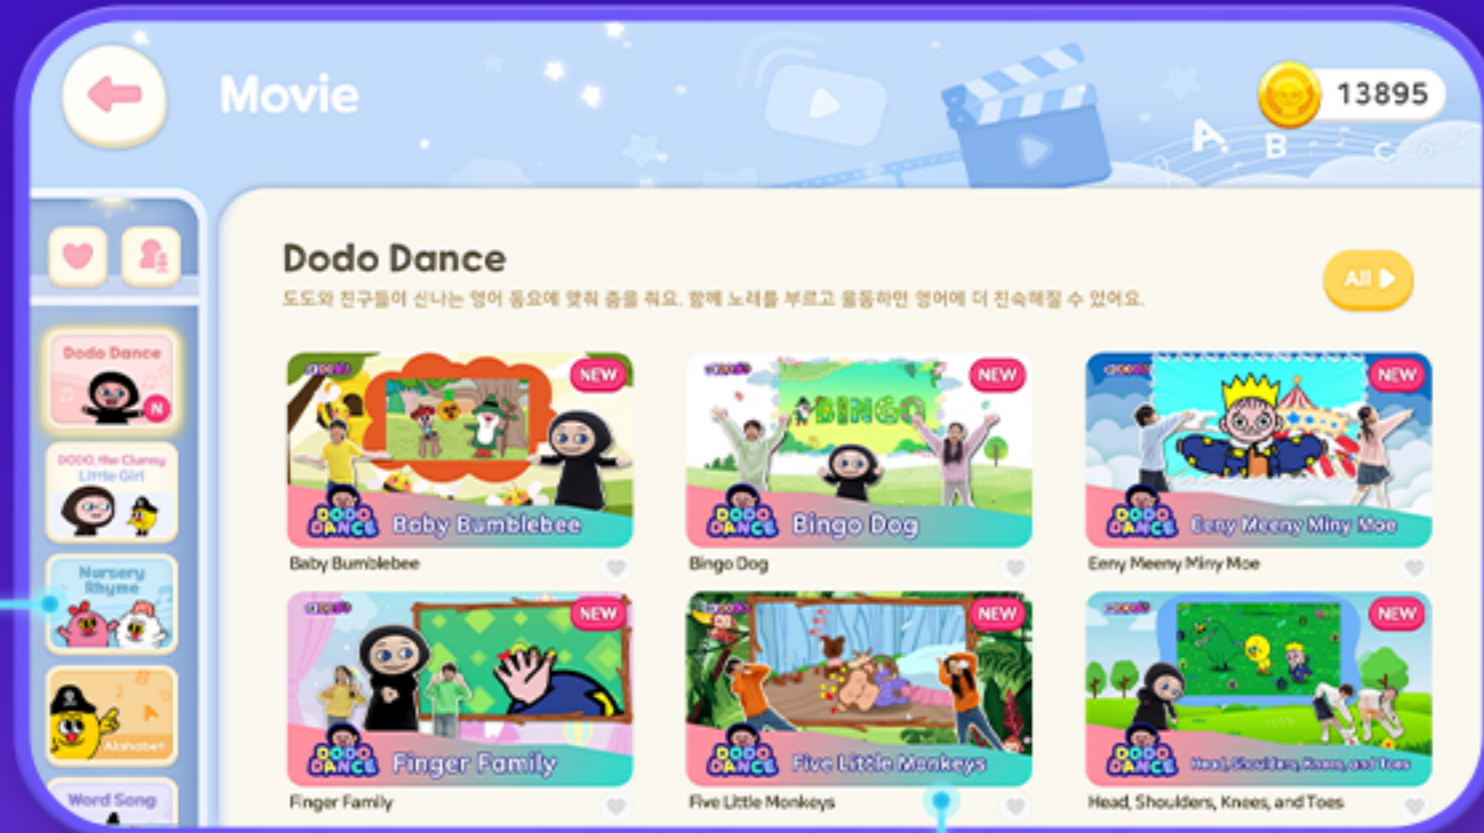 Movie
13895
A B C D
Dodo Dance
도도와 친구들이 신나는 영어 동요에 맞춰 춤을 춰요. 함께 노래를 부르고 율동하면 영어에 더 친숙해질 수 있어요.
All
Dodo Dance
N
DODO, the Clumsy
Little Girl
Nursery
Rhyme
A
Alphabet
Word Song
NEW
DODO DANCE
Baby Bumblebee
Baby Bumblebee
NEW
BINGO
DODO DANCE
Bingo Dog
Bingo Dog
NEW
DODO DANCE
Eeny Meeny Miny Moe
Eeny Meeny Miny Moe
NEW
DODO DANCE
Finger Family
Finger Family
NEW
DODO DANCE
Five Little Monkeys
Five Little Monkeys
NEW
DODO DANCE
Head, Shoulders, Knees, and Toes
Head, Shoulders, Knees, and Toes